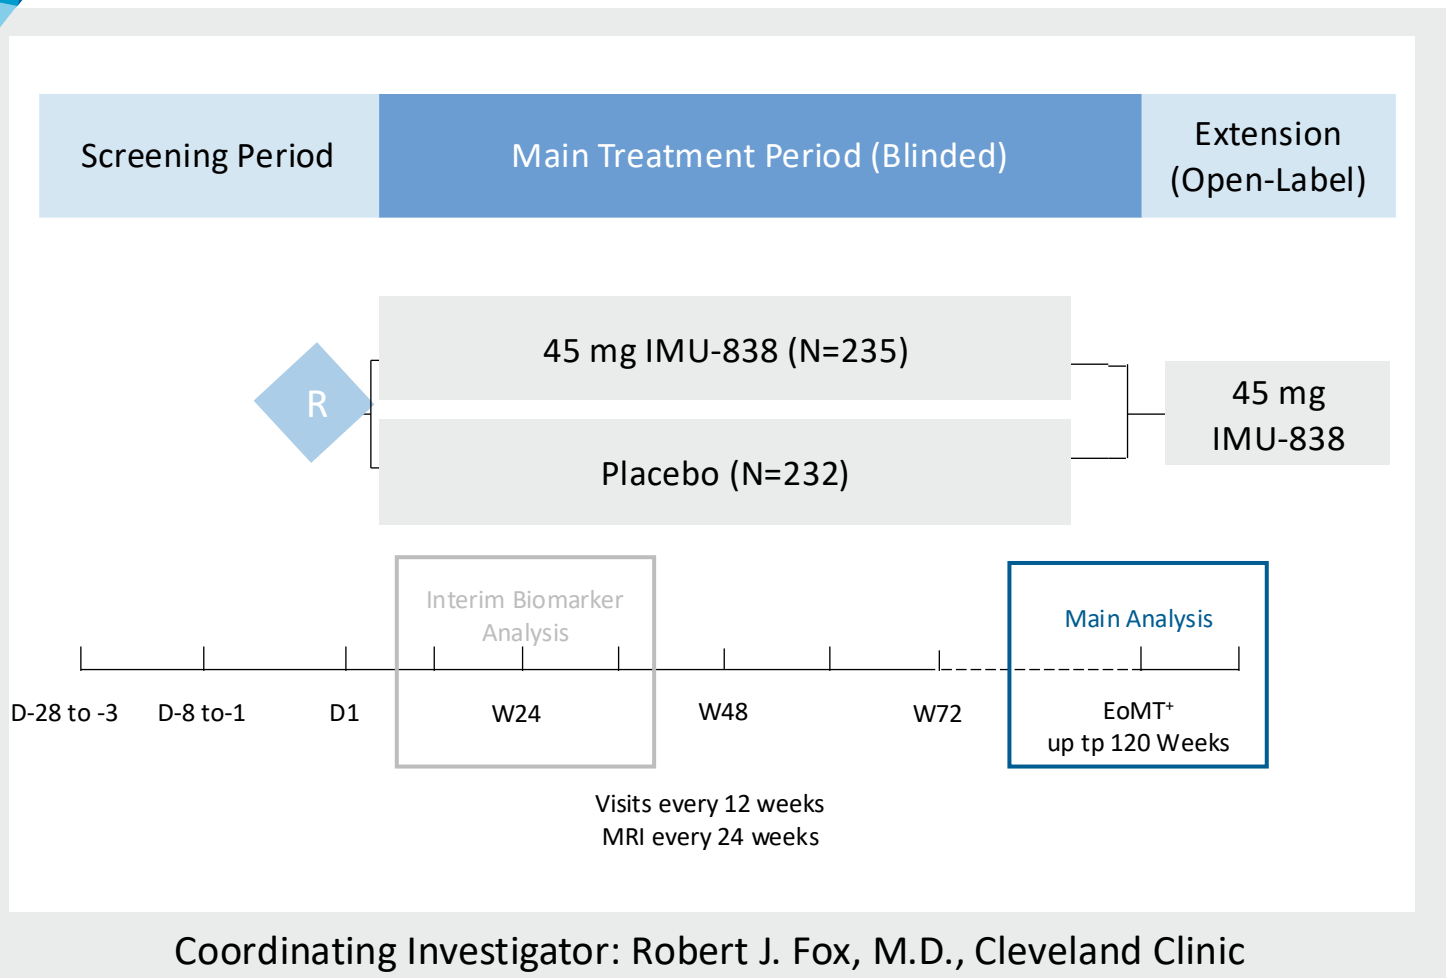 Screening Period
Main Treatment Period (Blinded)
Extension
(Open-Label)
R
45 mg IMU-838 (N=235)
Placebo (N=232)
45 mg
IMU-838
Interim Biomarker
Analysis
Main Analysis
D-28 to -3
D-8 to-1
D1
W24
W48
W72
EoMT⁺
up tp 120 Weeks
Visits every 12 weeks
MRI every 24 weeks
Coordinating Investigator: Robert J. Fox, M.D., Cleveland Clinic